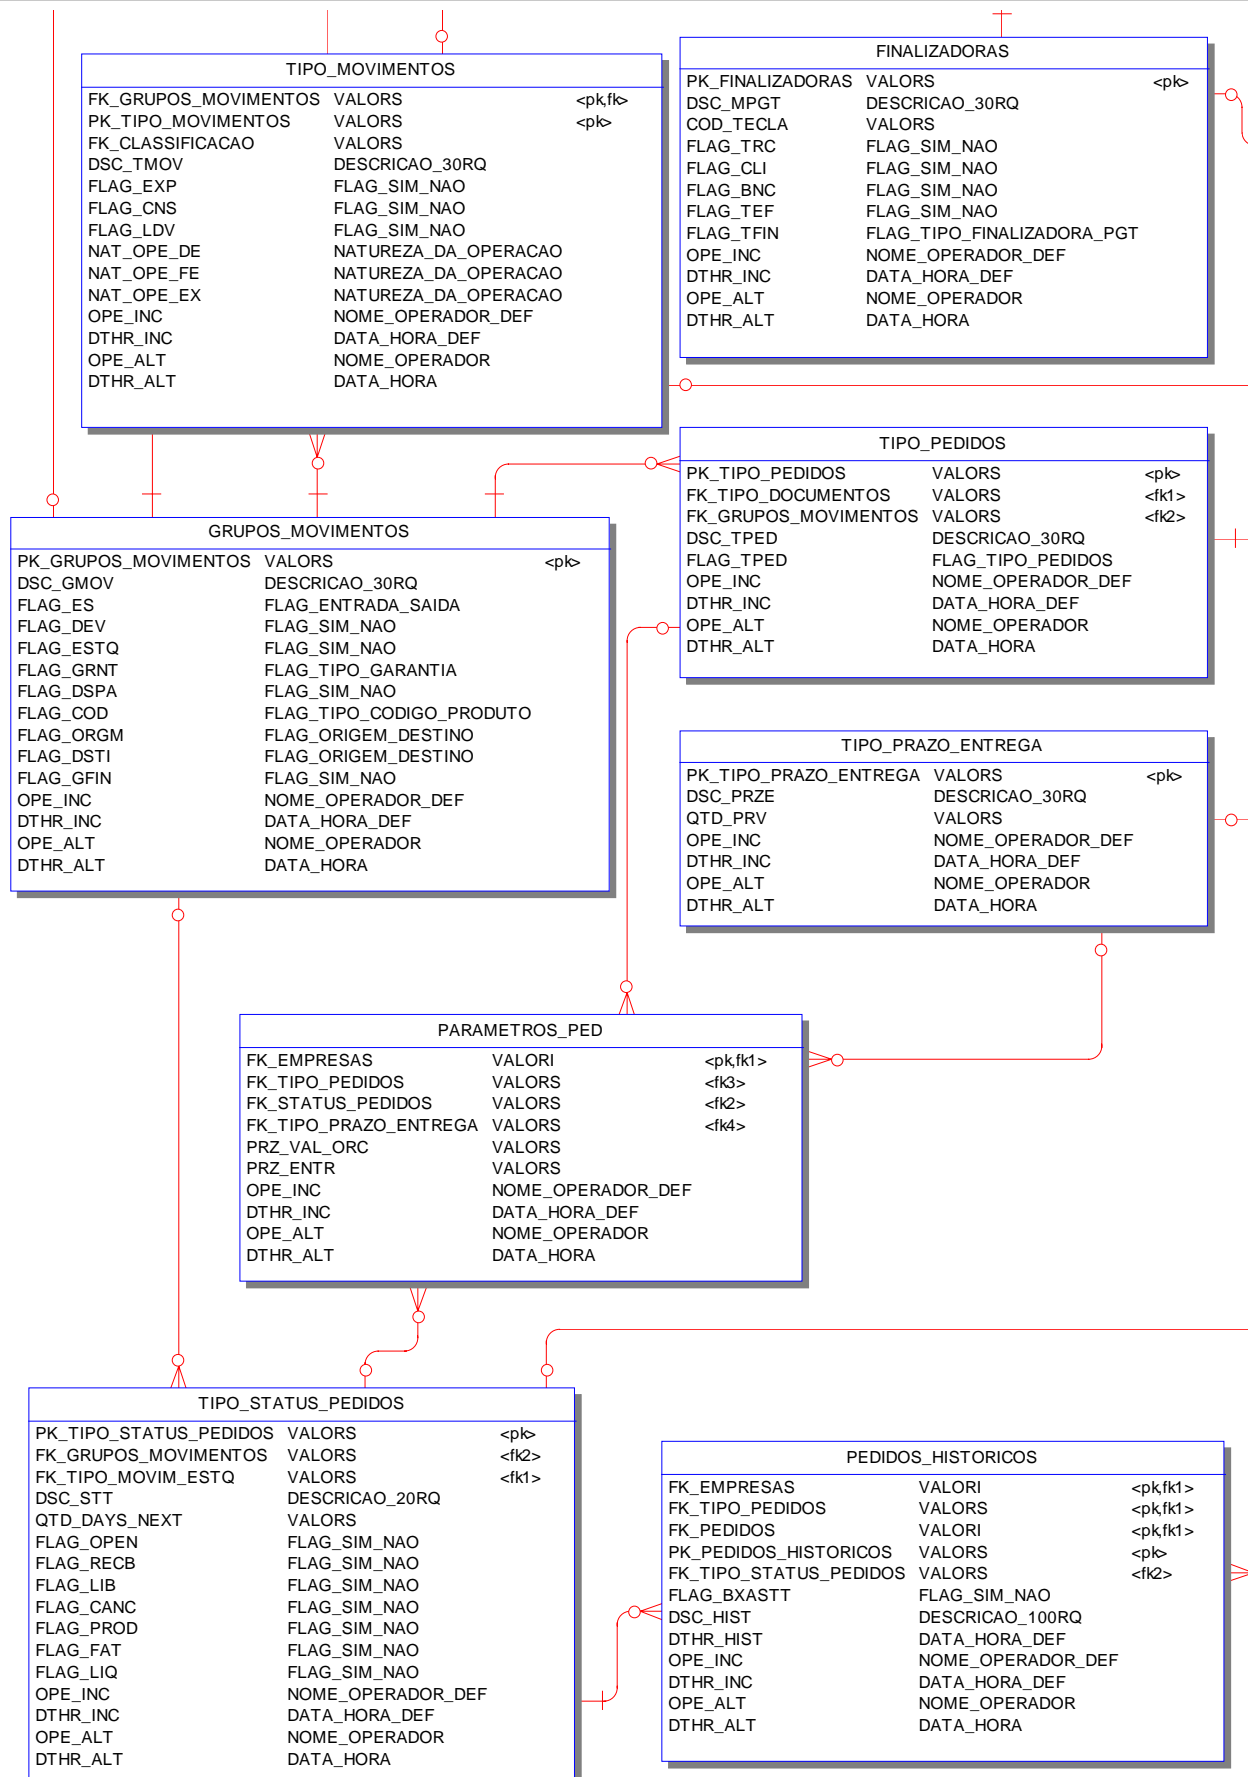 TIPO_MOVIMENTOS
FK_GRUPOS_MOVIMENTOS VALORS <pk,fk>
PK_TIPO_MOVIMENTOS VALORS <pk>
FK_CLASSIFICACAO VALORS
DSC_TMOV DESCRICAO_30RQ
FLAG_EXP FLAG_SIM_NAO
FLAG_CNS FLAG_SIM_NAO
FLAG_LDV FLAG_SIM_NAO
NAT_OPE_DE NATUREZA_DA_OPERACAO
NAT_OPE_FE NATUREZA_DA_OPERACAO
NAT_OPE_EX NATUREZA_DA_OPERACAO
OPE_INC NOME_OPERADOR_DEF
DTHR_INC DATA_HORA_DEF
OPE_ALT NOME_OPERADOR
DTHR_ALT DATA_HORA
FINALIZADORAS
PK_FINALIZADORAS VALORS <pk>
DSC_MPGT DESCRICAO_30RQ
COD_TECLA VALORS
FLAG_TRC FLAG_SIM_NAO
FLAG_CLI FLAG_SIM_NAO
FLAG_BNC FLAG_SIM_NAO
FLAG_TEF FLAG_SIM_NAO
FLAG_TFIN FLAG_TIPO_FINALIZADORA_PGT
OPE_INC NOME_OPERADOR_DEF
DTHR_INC DATA_HORA_DEF
OPE_ALT NOME_OPERADOR
DTHR_ALT DATA_HORA
TIPO_PEDIDOS
PK_TIPO_PEDIDOS VALORS <pk>
FK_TIPO_DOCUMENTOS VALORS <fk1>
FK_GRUPOS_MOVIMENTOS VALORS <fk2>
DSC_TPED DESCRICAO_30RQ
FLAG_TPED FLAG_TIPO_PEDIDOS
OPE_INC NOME_OPERADOR_DEF
DTHR_INC DATA_HORA_DEF
OPE_ALT NOME_OPERADOR
DTHR_ALT DATA_HORA
GRUPOS_MOVIMENTOS
PK_GRUPOS_MOVIMENTOS VALORS <pk>
DSC_GMOV DESCRICAO_30RQ
FLAG_ES FLAG_ENTRADA_SAIDA
FLAG_DEV FLAG_SIM_NAO
FLAG_ESTQ FLAG_SIM_NAO
FLAG_GRNT FLAG_TIPO_GARANTIA
FLAG_DSPA FLAG_SIM_NAO
FLAG_COD FLAG_TIPO_CODIGO_PRODUTO
FLAG_ORGM FLAG_ORIGEM_DESTINO
FLAG_DSTI FLAG_ORIGEM_DESTINO
FLAG_GFIN FLAG_SIM_NAO
OPE_INC NOME_OPERADOR_DEF
DTHR_INC DATA_HORA_DEF
OPE_ALT NOME_OPERADOR
DTHR_ALT DATA_HORA
TIPO_PRAZO_ENTREGA
PK_TIPO_PRAZO_ENTREGA VALORS <pk>
DSC_PRZE DESCRICAO_30RQ
QTD_PRV VALORS
OPE_INC NOME_OPERADOR_DEF
DTHR_INC DATA_HORA_DEF
OPE_ALT NOME_OPERADOR
DTHR_ALT DATA_HORA
PARAMETROS_PED
FK_EMPRESAS VALORI <pk,fk1>
FK_TIPO_PEDIDOS VALORS <fk3>
FK_STATUS_PEDIDOS VALORS <fk2>
FK_TIPO_PRAZO_ENTREGA VALORS <fk4>
PRZ_VAL_ORC VALORS
PRZ_ENTR VALORS
OPE_INC NOME_OPERADOR_DEF
DTHR_INC DATA_HORA_DEF
OPE_ALT NOME_OPERADOR
DTHR_ALT DATA_HORA
TIPO_STATUS_PEDIDOS
PK_TIPO_STATUS_PEDIDOS VALORS <pk>
FK_GRUPOS_MOVIMENTOS VALORS <fk2>
FK_TIPO_MOVIM_ESTQ VALORS <fk1>
DSC_STT DESCRICAO_20RQ
QTD_DAYS_NEXT VALORS
FLAG_OPEN FLAG_SIM_NAO
FLAG_RECB FLAG_SIM_NAO
FLAG_LIB FLAG_SIM_NAO
FLAG_CANC FLAG_SIM_NAO
FLAG_PROD FLAG_SIM_NAO
FLAG_FAT FLAG_SIM_NAO
FLAG_LIQ FLAG_SIM_NAO
OPE_INC NOME_OPERADOR_DEF
DTHR_INC DATA_HORA_DEF
OPE_ALT NOME_OPERADOR
DTHR_ALT DATA_HORA
PEDIDOS_HISTORICOS
FK_EMPRESAS VALORI <pk,fk1>
FK_TIPO_PEDIDOS VALORS <pk,fk1>
FK_PEDIDOS VALORI <pk,fk1>
PK_PEDIDOS_HISTORICOS VALORS <pk>
FK_TIPO_STATUS_PEDIDOS VALORS <fk2>
FLAG_BXASTT FLAG_SIM_NAO
DSC_HIST DESCRICAO_100RQ
DTHR_HIST DATA_HORA_DEF
OPE_INC NOME_OPERADOR_DEF
DTHR_INC DATA_HORA_DEF
OPE_ALT NOME_OPERADOR
DTHR_ALT DATA_HORA